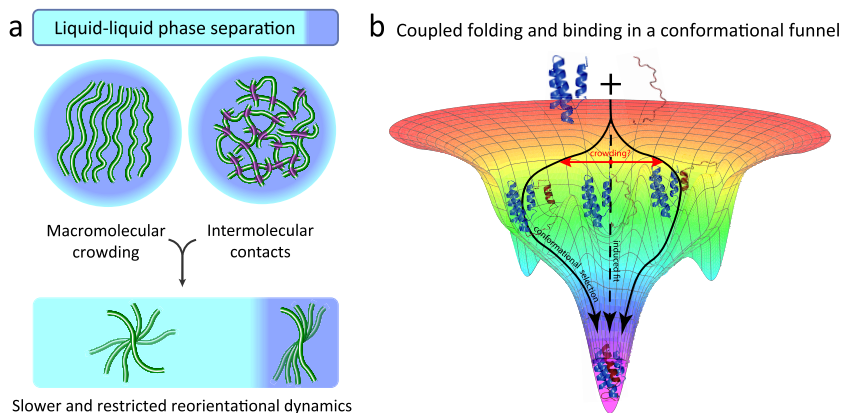 a
Liquid-liquid phase separation
Macromolecular
crowding
Intermolecular
contacts
Slower and restricted reorientational dynamics
b
Coupled folding and binding in a conformational funnel
+
crowding?
conformational selection
induced fit